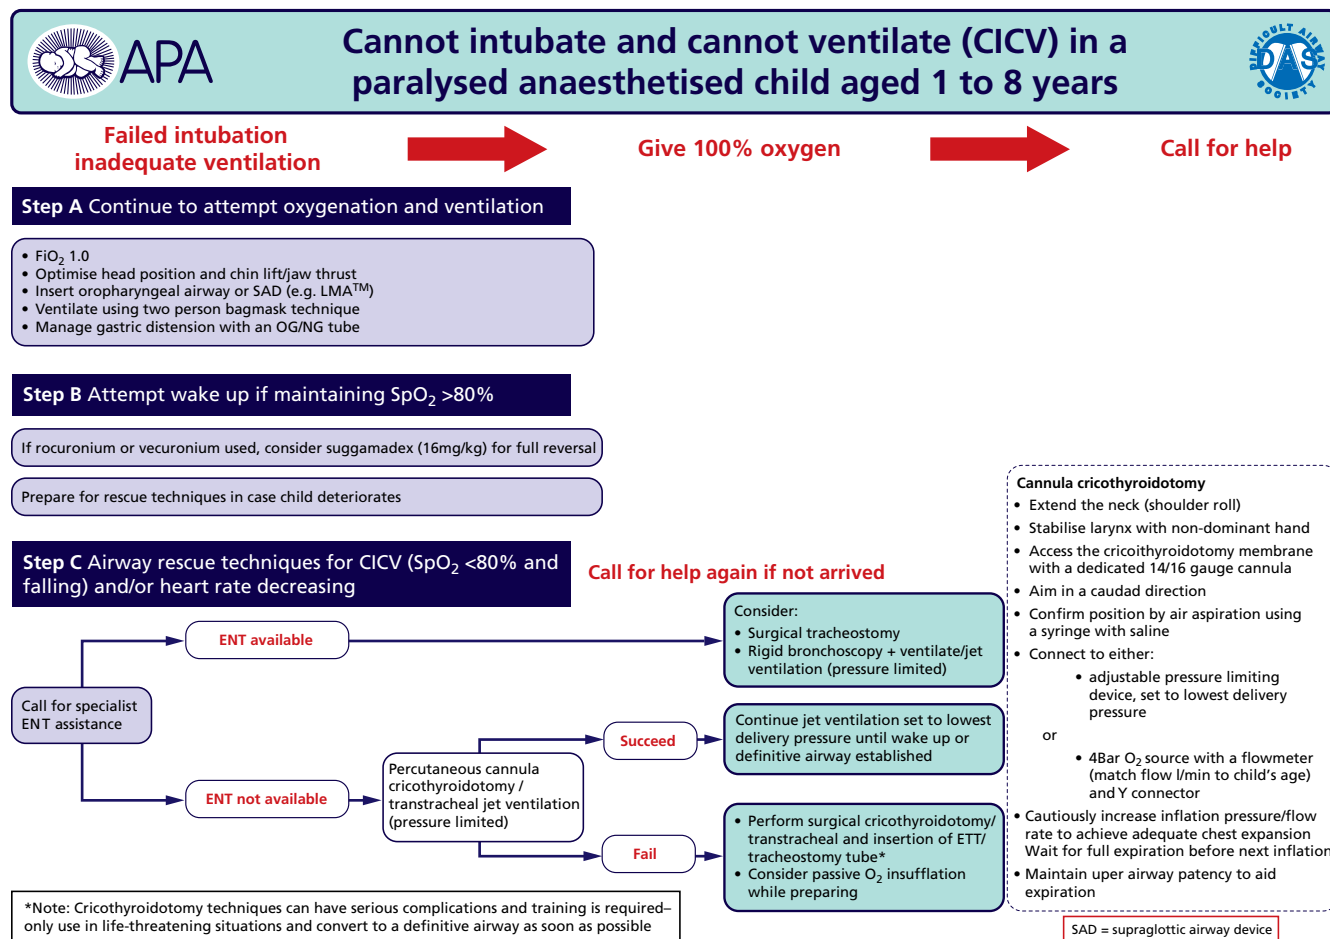 APA
Cannot intubate and cannot ventilate (CICV) in a
paralysed anaesthetised child aged 1 to 8 years
DIFFICULT AIRWAY
DAS
SOCIETY
Failed intubation
inadequate ventilation
Give 100% oxygen
Call for help
Step A Continue to attempt oxygenation and ventilation
• FiO2 1.0
• Optimise head position and chin lift/jaw thrust
• Insert oropharyngeal airway or SAD (e.g. LMA™)
• Ventilate using two person bagmask technique
• Manage gastric distension with an OG/NG tube
Step B Attempt wake up if maintaining SpO2 >80%
If rocuronium or vecuronium used, consider suggamadex (16mg/kg) for full reversal
Prepare for rescue techniques in case child deteriorates
Step C Airway rescue techniques for CICV (SpO2 <80% and
falling) and/or heart rate decreasing
Call for help again if not arrived
Call for specialist
ENT assistance
ENT available
Consider:
• Surgical tracheostomy
• Rigid bronchoscopy + ventilate/jet
ventilation (pressure limited)
ENT not available
Percutaneous cannula
cricothyroidotomy /
transtracheal jet ventilation
(pressure limited)
Succeed
Continue jet ventilation set to lowest
delivery pressure until wake up or
definitive airway established
Fail
• Perform surgical cricothyroidotomy/
transtracheal and insertion of ETT/
tracheostomy tube*
• Consider passive O2 insufflation
while preparing
Cannula cricothyroidotomy
• Extend the neck (shoulder roll)
• Stabilise larynx with non-dominant hand
• Access the cricoithyroidotomy membrane
with a dedicated 14/16 gauge cannula
• Aim in a caudad direction
• Confirm position by air aspiration using
a syringe with saline
• Connect to either:
• adjustable pressure limiting
device, set to lowest delivery
pressure
or
• 4Bar O2 source with a flowmeter
(match flow l/min to child's age)
and Y connector
• Cautiously increase inflation pressure/flow
rate to achieve adequate chest expansion
Wait for full expiration before next inflation
• Maintain uper airway patency to aid
expiration
*Note: Cricothyroidotomy techniques can have serious complications and training is required–
only use in life-threatening situations and convert to a definitive airway as soon as possible
SAD = supraglottic airway device